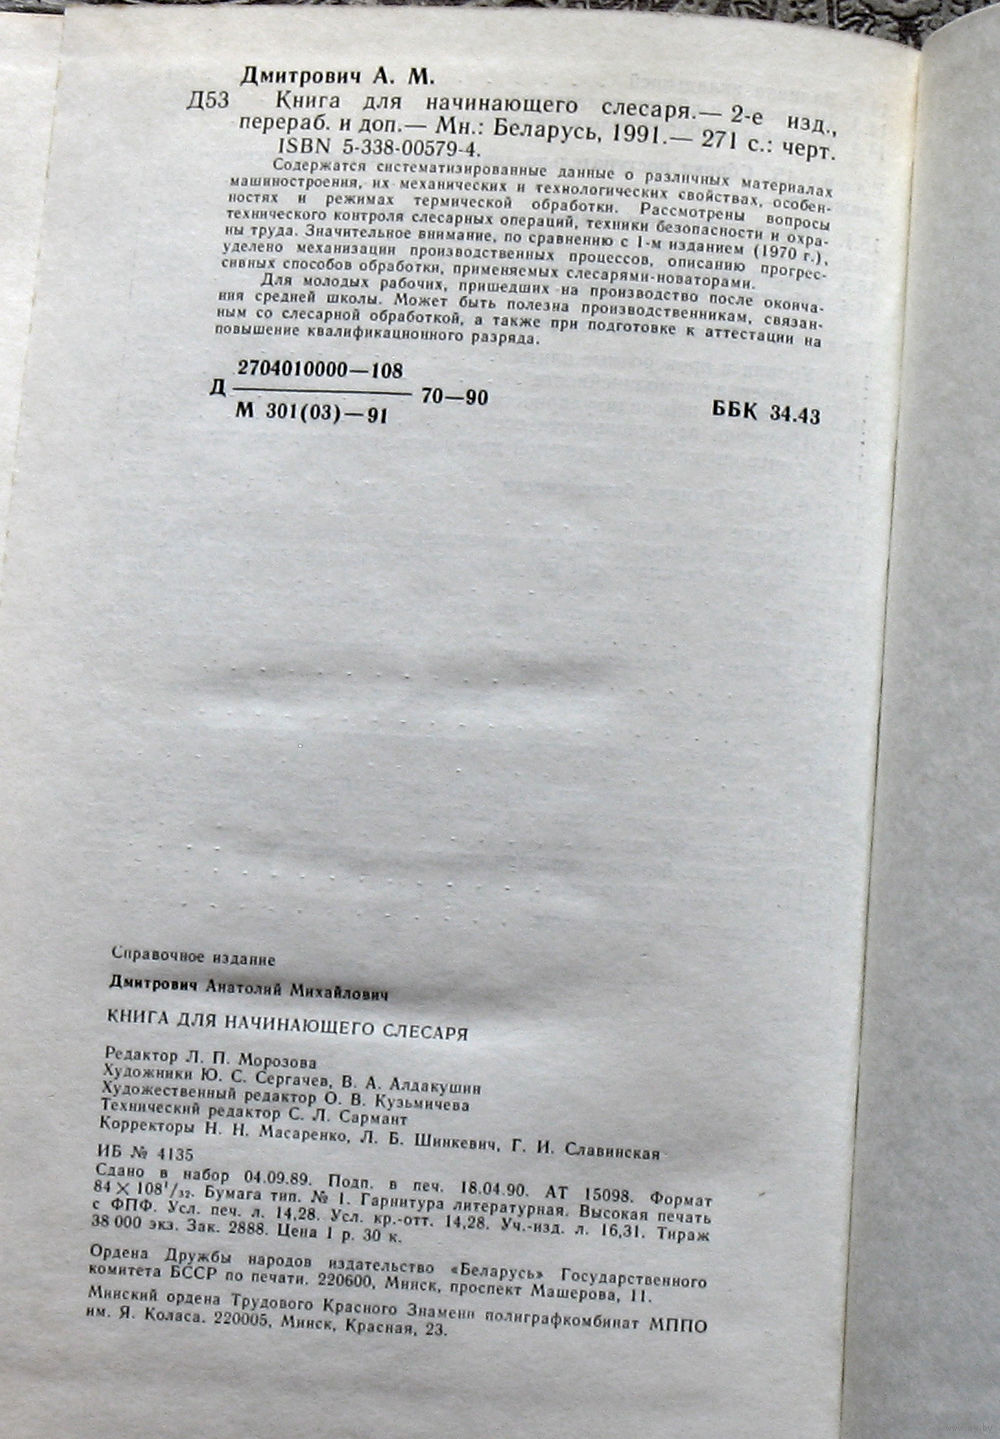 Дмитрович А. М.
Д53 Книга для начинающего слесаря.— 2-е изд.,
перераб. и доп.— Мн.: Беларусь, 1991.— 271 с.: черт.
ISBN 5-338-00579-4.
Содержатся систематизированные данные о различных материалах
машиностроения, их механических и технологических свойствах, особен-
ностях и режимах термической обработки. Рассмотрены вопросы
технического контроля слесарных операций, техники безопасности и охра-
ны труда. Значительное внимание, по сравнению с 1-м изданием (1970 г.),
уделено механизации производственных процессов, описанию прогрес-
сивных способов обработки, применяемых слесарями-новаторами.
Для молодых рабочих, пришедших на производство после оконча-
ния средней школы. Может быть полезна производственникам, связан-
ным со слесарной обработкой, а также при подготовке к аттестации на
повышение квалификационного разряда.
2704010000—108
Д 70—90
М 301(03)—91
ББК 34.43
Справочное издание
Дмитрович Анатолий Михайлович
КНИГА ДЛЯ НАЧИНАЮЩЕГО СЛЕСАРЯ
Редактор Л. П. Морозова
Художники Ю. С. Сергачев, В. А. Алдакушин
Художественный редактор О. В. Кузьмичева
Технический редактор С. Л. Сармант
Корректоры Н. Н. Масаренко, Л. Б. Шинкевич, Г. И. Славинская
ИБ № 4135
Сдано в набор 04.09.89. Подп. в печ. 18.04.90. АТ 15098. Формат
84×108¹/₃₂. Бумага тип. № 1. Гарнитура литературная. Высокая печать
с ФПФ. Усл. печ. л. 14,28. Усл. кр.-отт. 14,28. Уч.-изд. л. 16,31. Тираж
38 000 экз. Зак. 2888. Цена 1 р. 30 к.
Ордена Дружбы народов издательство «Беларусь» Государственного
комитета БССР по печати. 220600, Минск, проспект Машерова, 11.
Минский ордена Трудового Красного Знамени полиграфкомбинат МППО
им. Я. Коласа. 220005, Минск, Красная, 23.